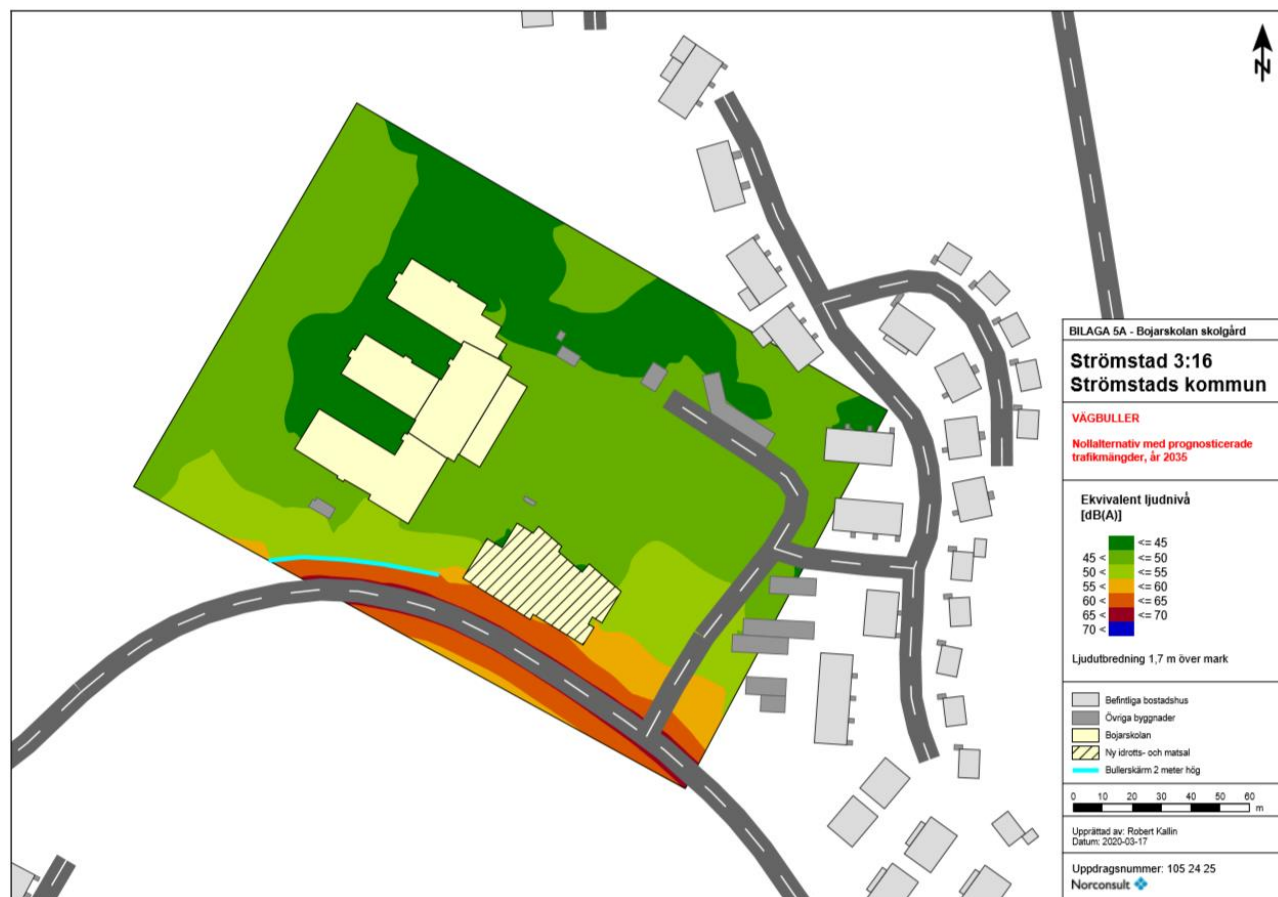 N
BILAGA 5A - Bojarskolan skolgård
Strömstad 3:16
Strömstads kommun
VÄGBULLER
Nollalternativ med prognosticerade
trafikmängder, år 2035
Ekvivalent ljudnivå
[dB(A)]
<= 45
45 < <= 50
50 < <= 55
55 < <= 60
60 < <= 65
65 < <= 70
70 <
Ljudutbredning 1,7 m över mark
Befintliga bostadshus
Övriga byggnader
Bojarskolan
Ny idrotts- och matsal
Bullerskärm 2 meter hög
0 10 20 30 40 50 60
m
Upprättad av: Robert Kallin
Datum: 2020-03-17
Uppdragsnummer: 105 24 25
Norconsult